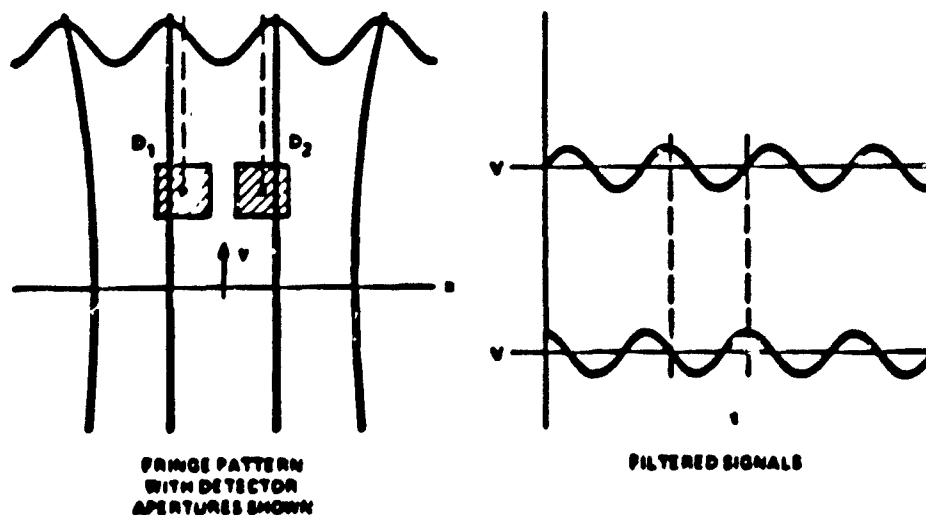 D1
D2
v
n
FRINGE PATTERN
WITH DETECTOR
APERTURES SHOWN
V
V
t
FILTERED SIGNALS